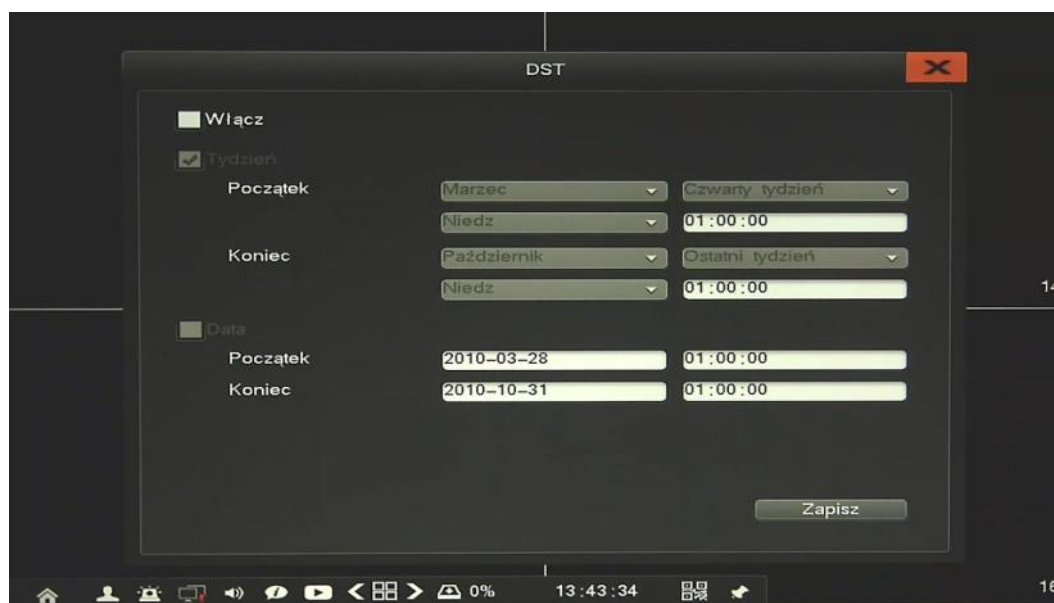 DST
Włącz
Tydzień
Początek Marzec Czwarty tydzień
Niedz 01:00:00
Koniec Październik Ostatni tydzień
Niedz 01:00:00
14
Data
Początek 2010-03-28 01:00:00
Koniec 2010-10-31 01:00:00
Zapisz
0% 13:43:34
16